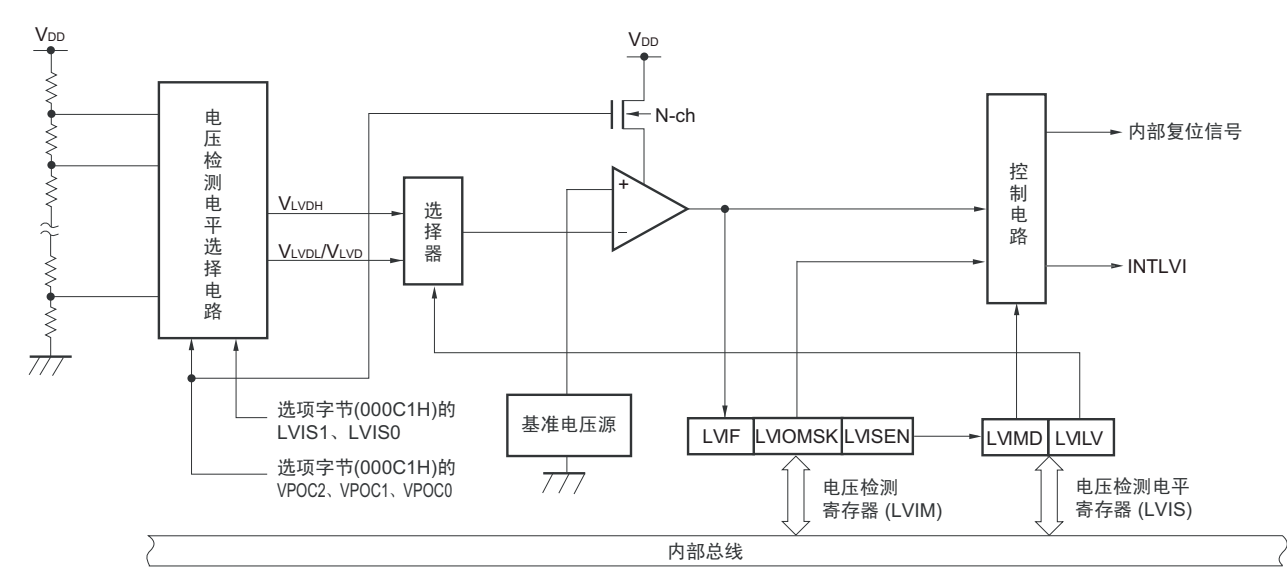 VDD
VDD
N-ch
电压检测电平选择电路
VLVDH
VLVDL/VLVD
选择器
+
−
控制电路
内部复位信号
INTLVI
选项字节(000C1H)的
LVIS1、LVIS0
选项字节(000C1H)的
VPOC2、VPOC1、VPOC0
基准电压源
LVIF
LVIOMSK
LVISEN
LVIMD
LVILV
电压检测
寄存器 (LVIM)
电压检测电平
寄存器 (LVIS)
内部总线